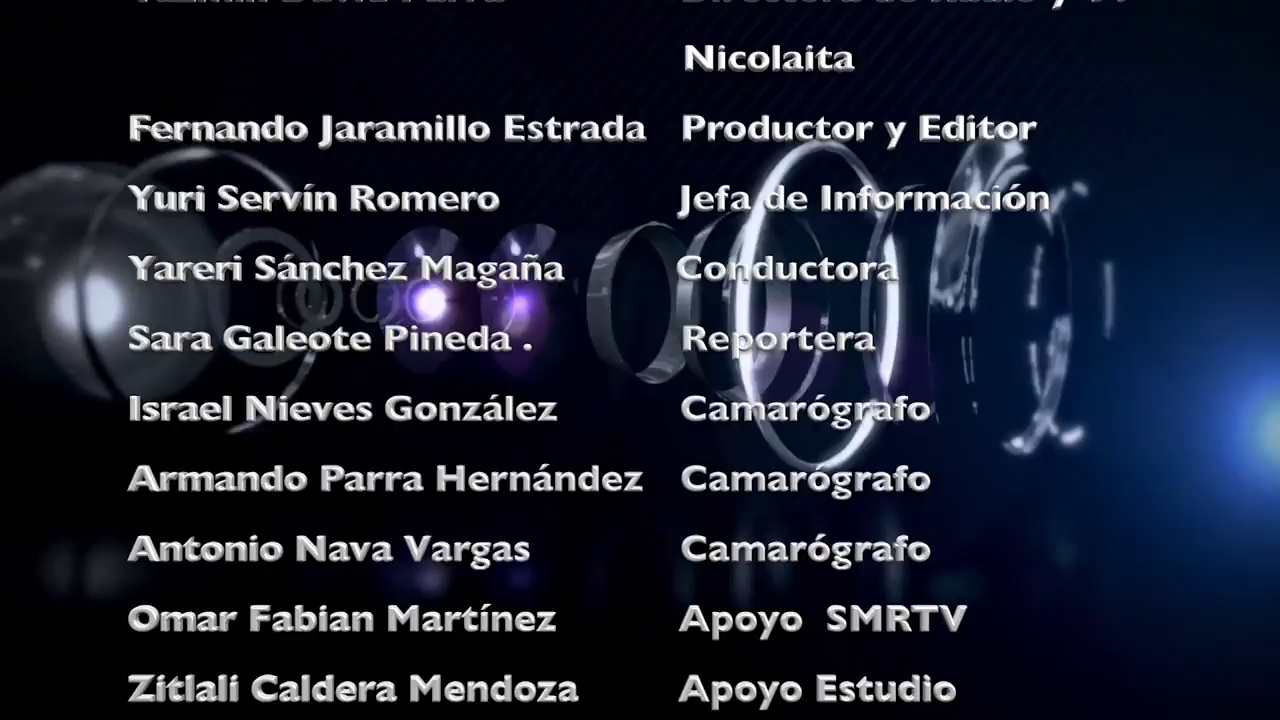 Nicolaita
Fernando Jaramillo Estrada Productor y Editor
Yuri Servín Romero Jefa de Información
Yareri Sánchez Magaña Conductora
Sara Galeote Pineda . Reportera
Israel Nieves González Camarógrafo
Armando Parra Hernández Camarógrafo
Antonio Nava Vargas Camarógrafo
Omar Fabian Martínez Apoyo SMRTV
Zitlali Caldera Mendoza Apoyo Estudio